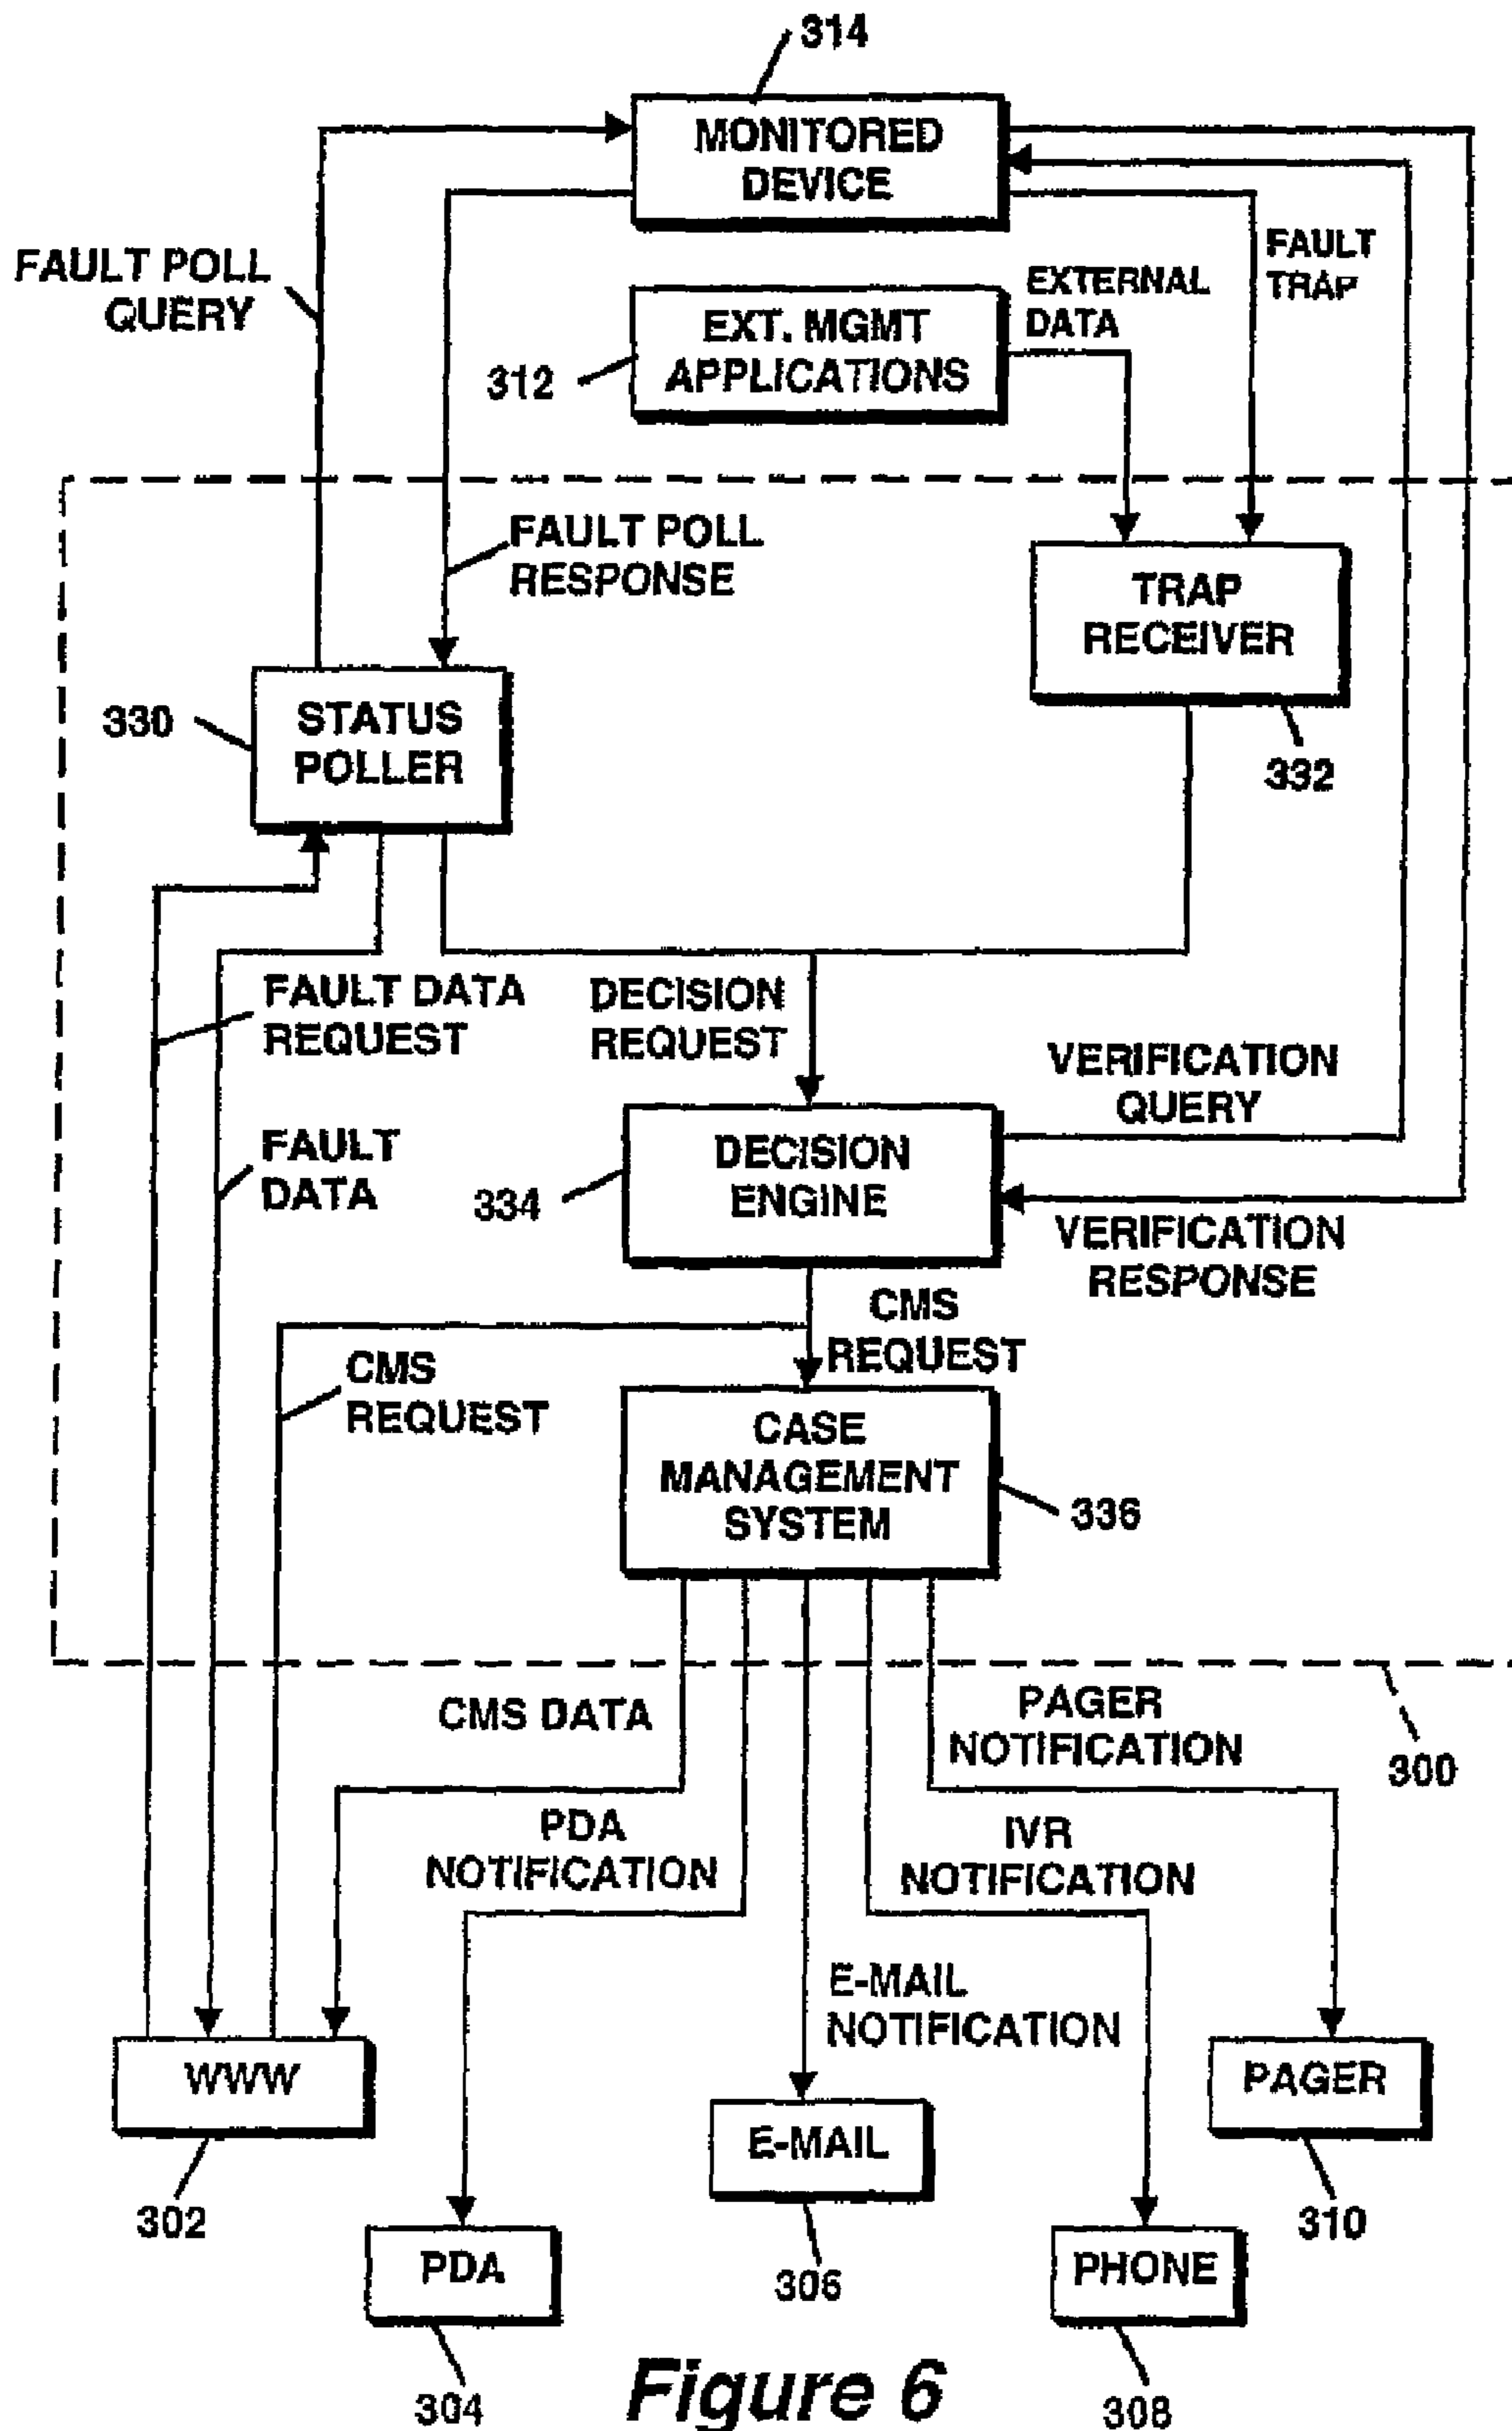 314
MONITORED
DEVICE
FAULT POLL
QUERY
FAULT
TRAP
EXTERNAL
DATA
EXT. MGMT
APPLICATIONS
312
FAULT POLL
RESPONSE
TRAP
RECEIVER
332
330
STATUS
POLLER
FAULT DATA
REQUEST
DECISION
REQUEST
VERIFICATION
QUERY
FAULT
DATA
DECISION
ENGINE
334
VERIFICATION
RESPONSE
CMS
REQUEST
CMS
REQUEST
CASE
MANAGEMENT
SYSTEM
336
CMS DATA
PAGER
NOTIFICATION
300
PDA
NOTIFICATION
IVR
NOTIFICATION
E-MAIL
NOTIFICATION
WWW
302
PAGER
310
E-MAIL
306
PDA
304
PHONE
308
Figure 6